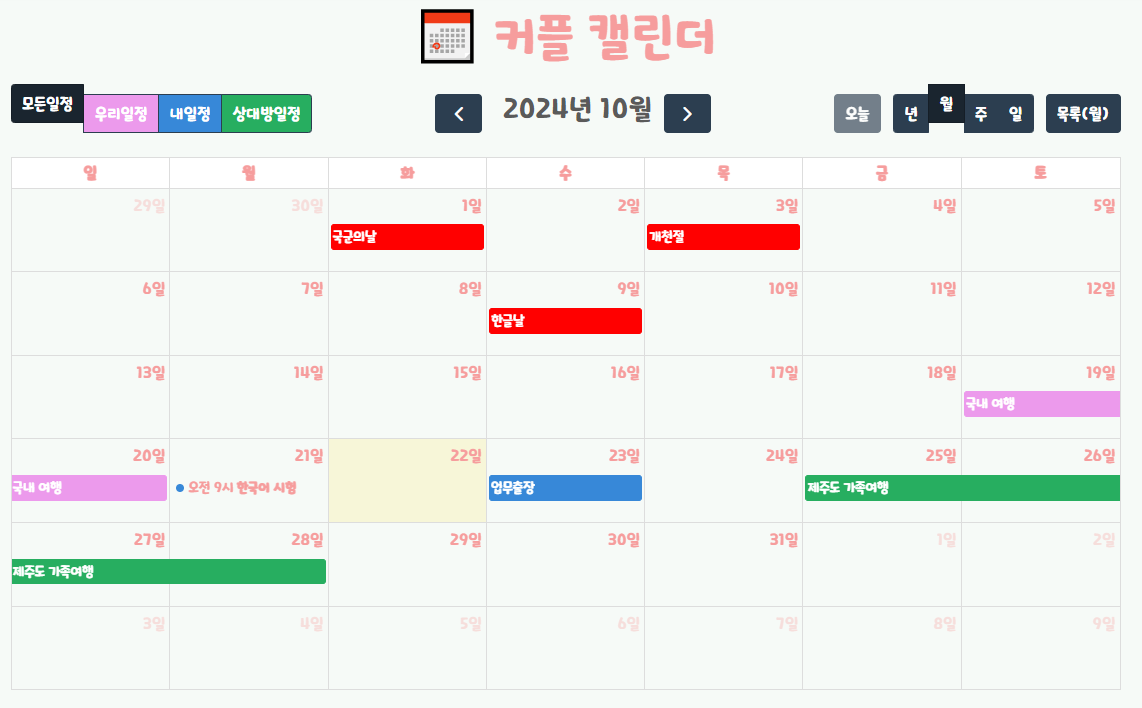 커플 캘린더
모든일정 우리일정 내일정 상대방일정 2024년 10월 오늘 년 월 주 일 목록(월)
일 월 화 수 목 금 토
29일 30일 1일 2일 3일 4일 5일
국군의날 개천절
6일 7일 8일 9일 10일 11일 12일
한글날
13일 14일 15일 16일 17일 18일 19일
국내 여행
20일 21일 22일 23일 24일 25일 26일
국내 여행 오전 9시 한국어 시험 업무출장 제주도 가족여행
27일 28일 29일 30일 31일 1일 2일
제주도 가족여행
3일 4일 5일 6일 7일 8일 9일